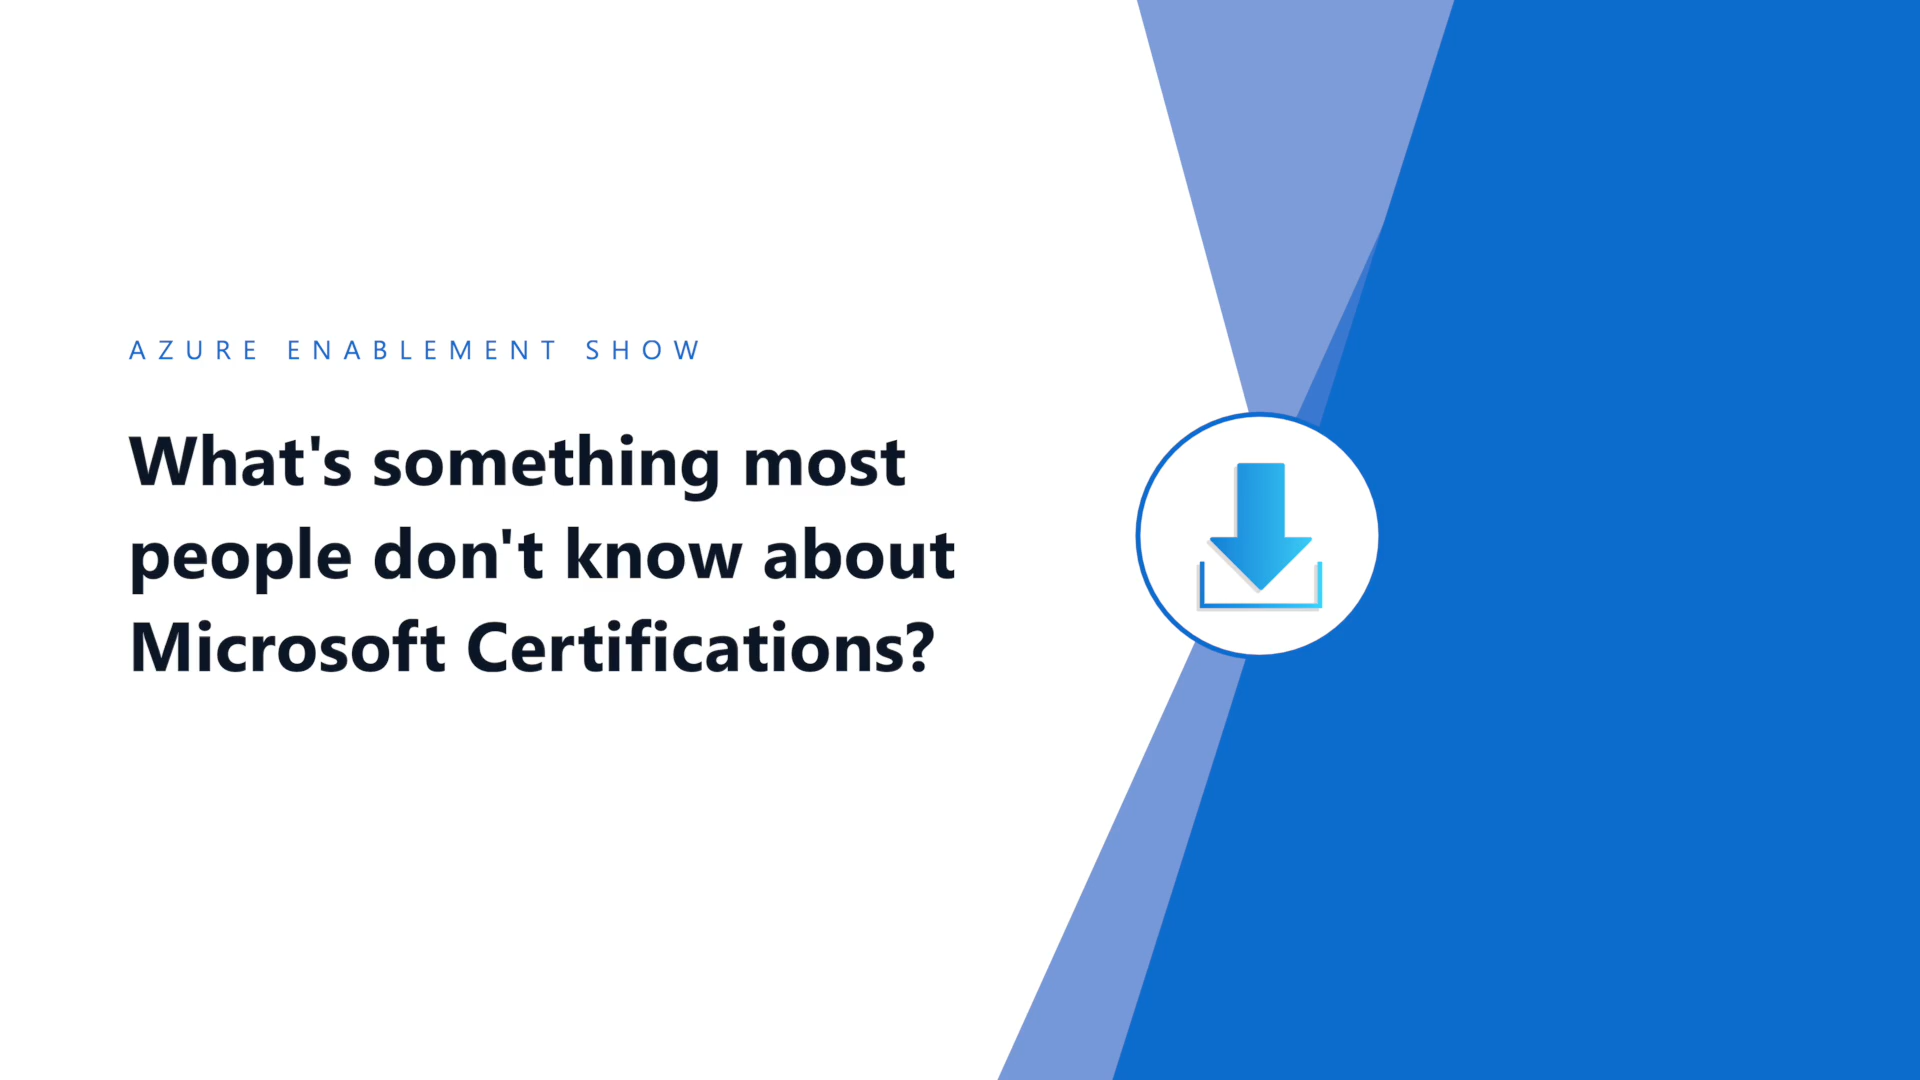 AZURE ENABLEMENT SHOW
What's something most
people don't know about
Microsoft Certifications?